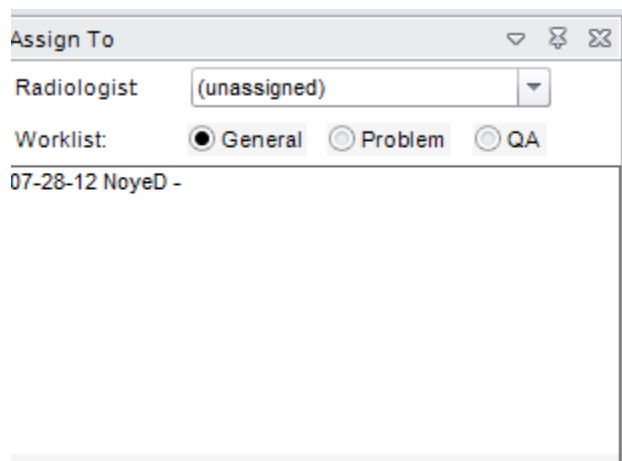 Assign To
Radiologist (unassigned)
Worklist: General Problem QA
07-28-12 NoyeD -